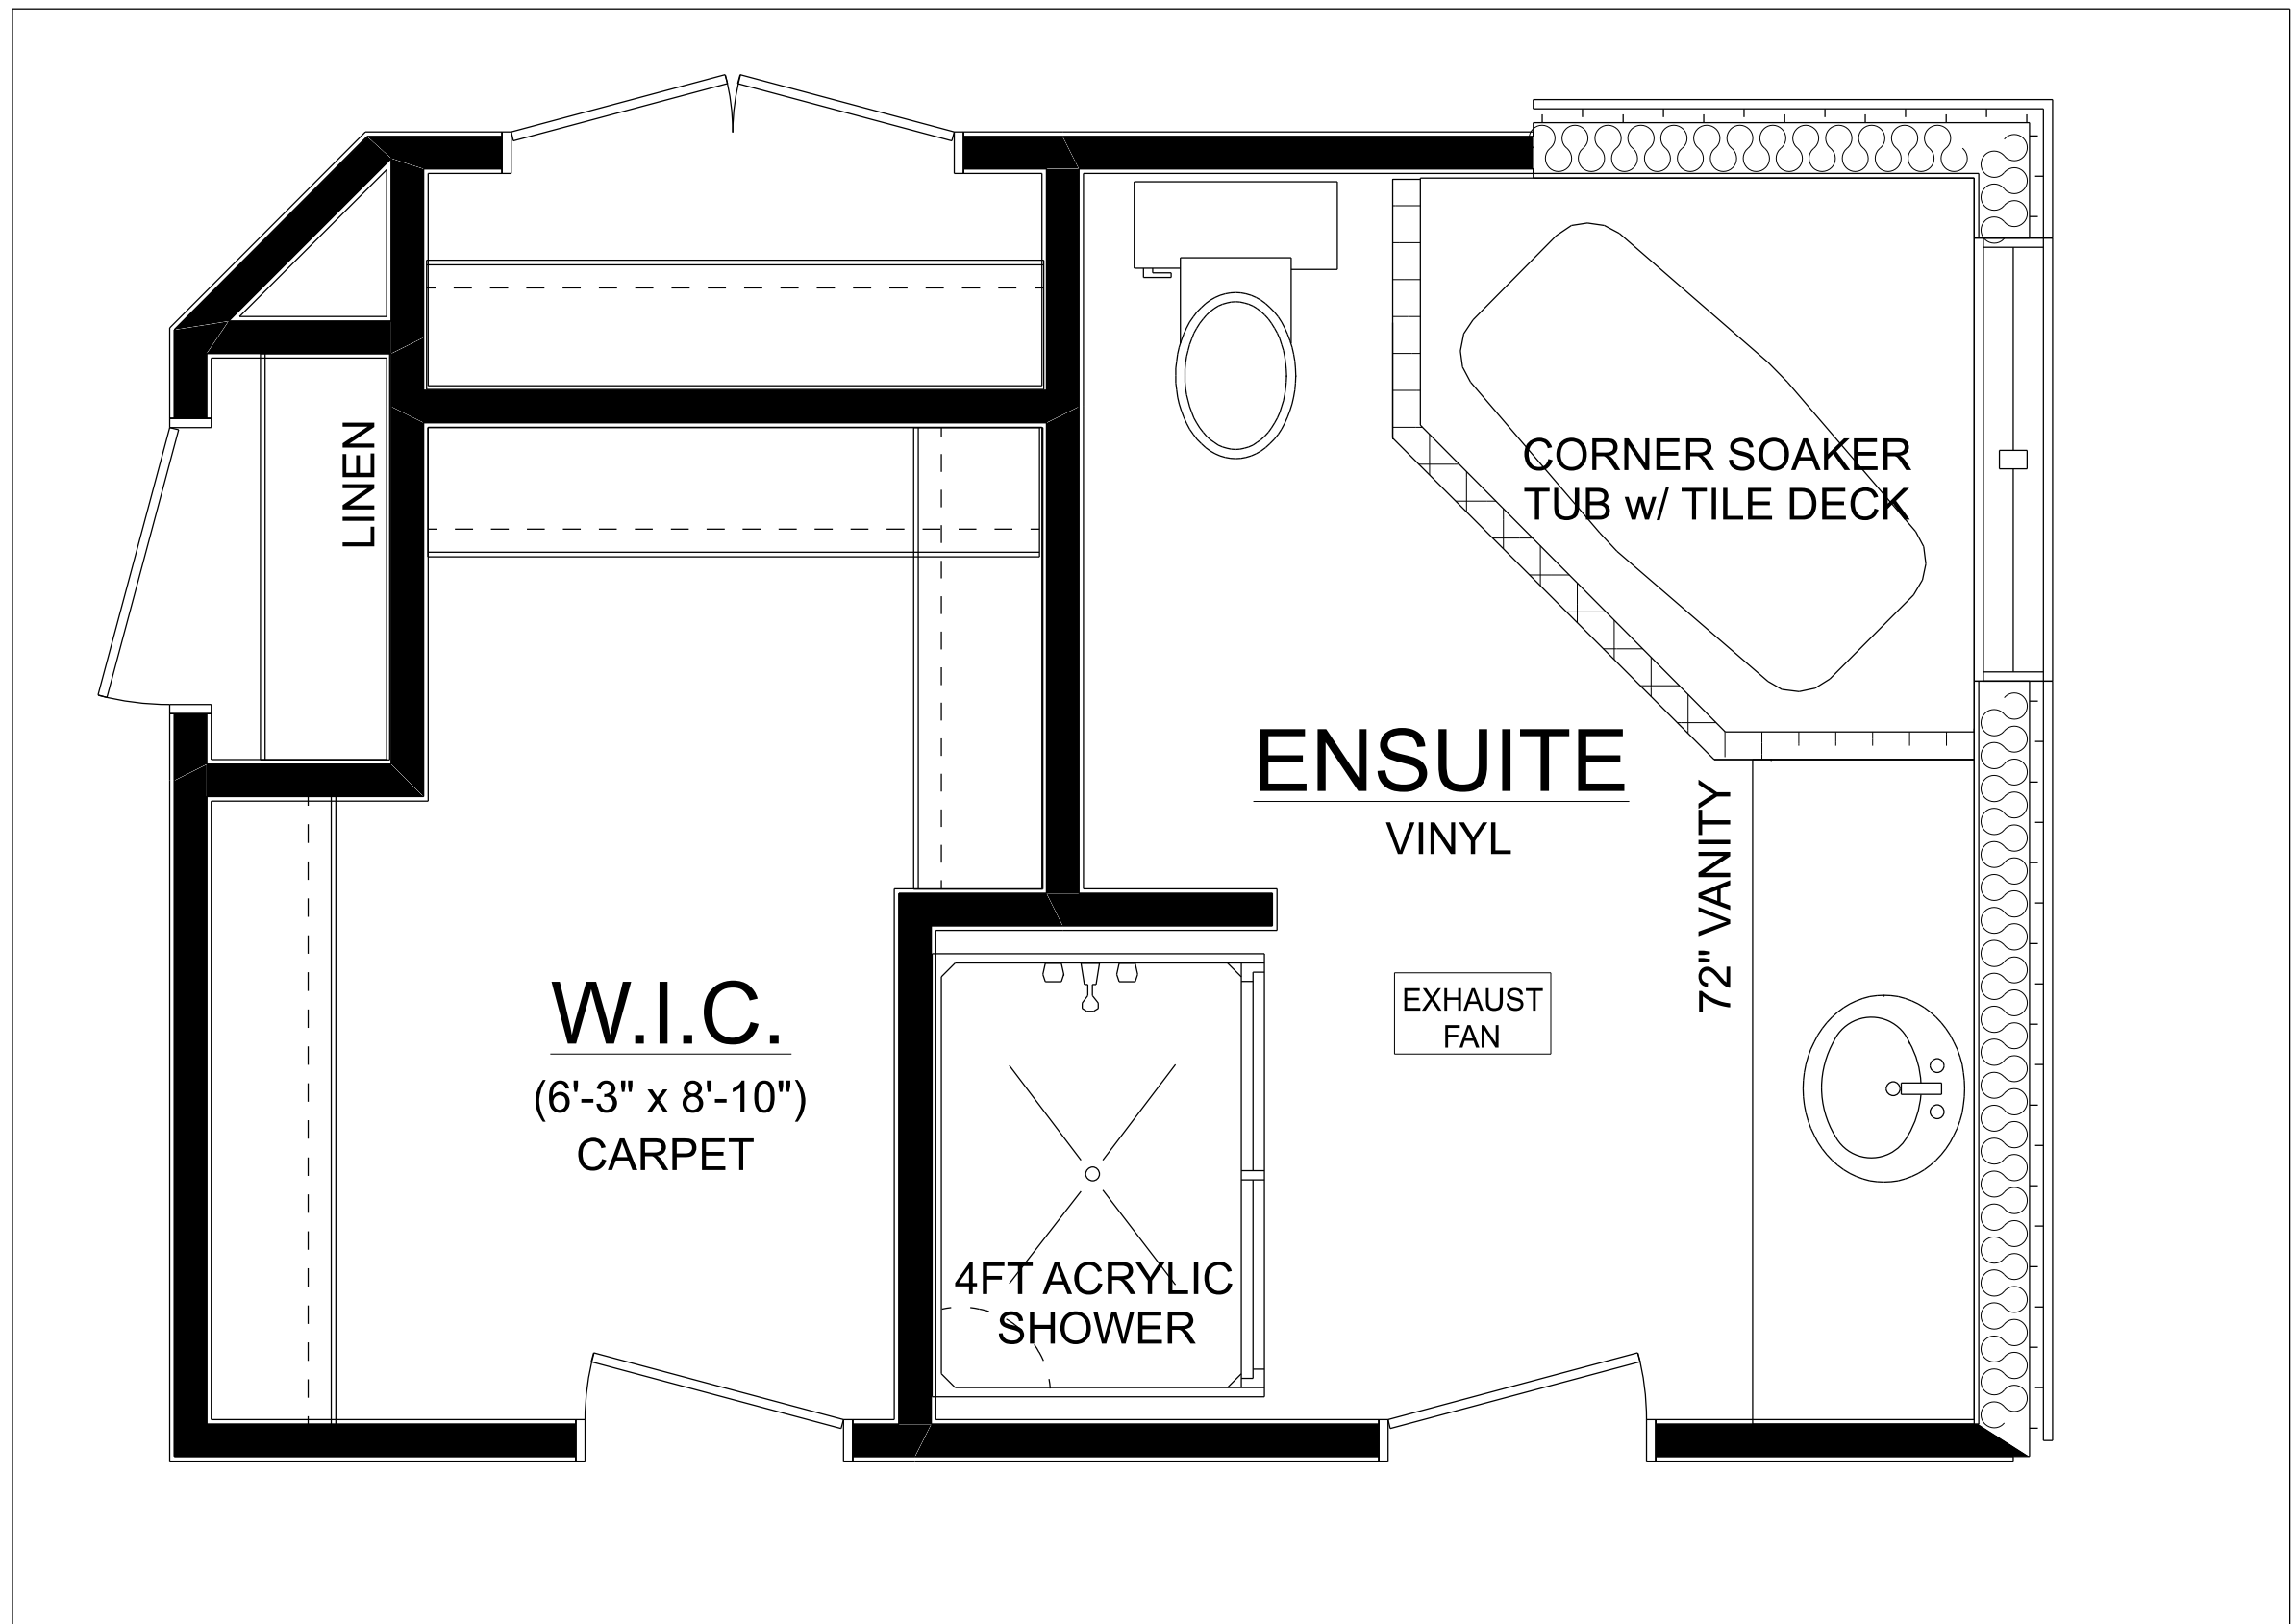 LINEN
CORNER SOAKER
TUB w/ TILE DECK
ENSUITE
VINYL
72" VANITY
W.I.C.
(6'-3" x 8'-10")
CARPET
EXHAUST
FAN
4FT ACRYLIC
SHOWER